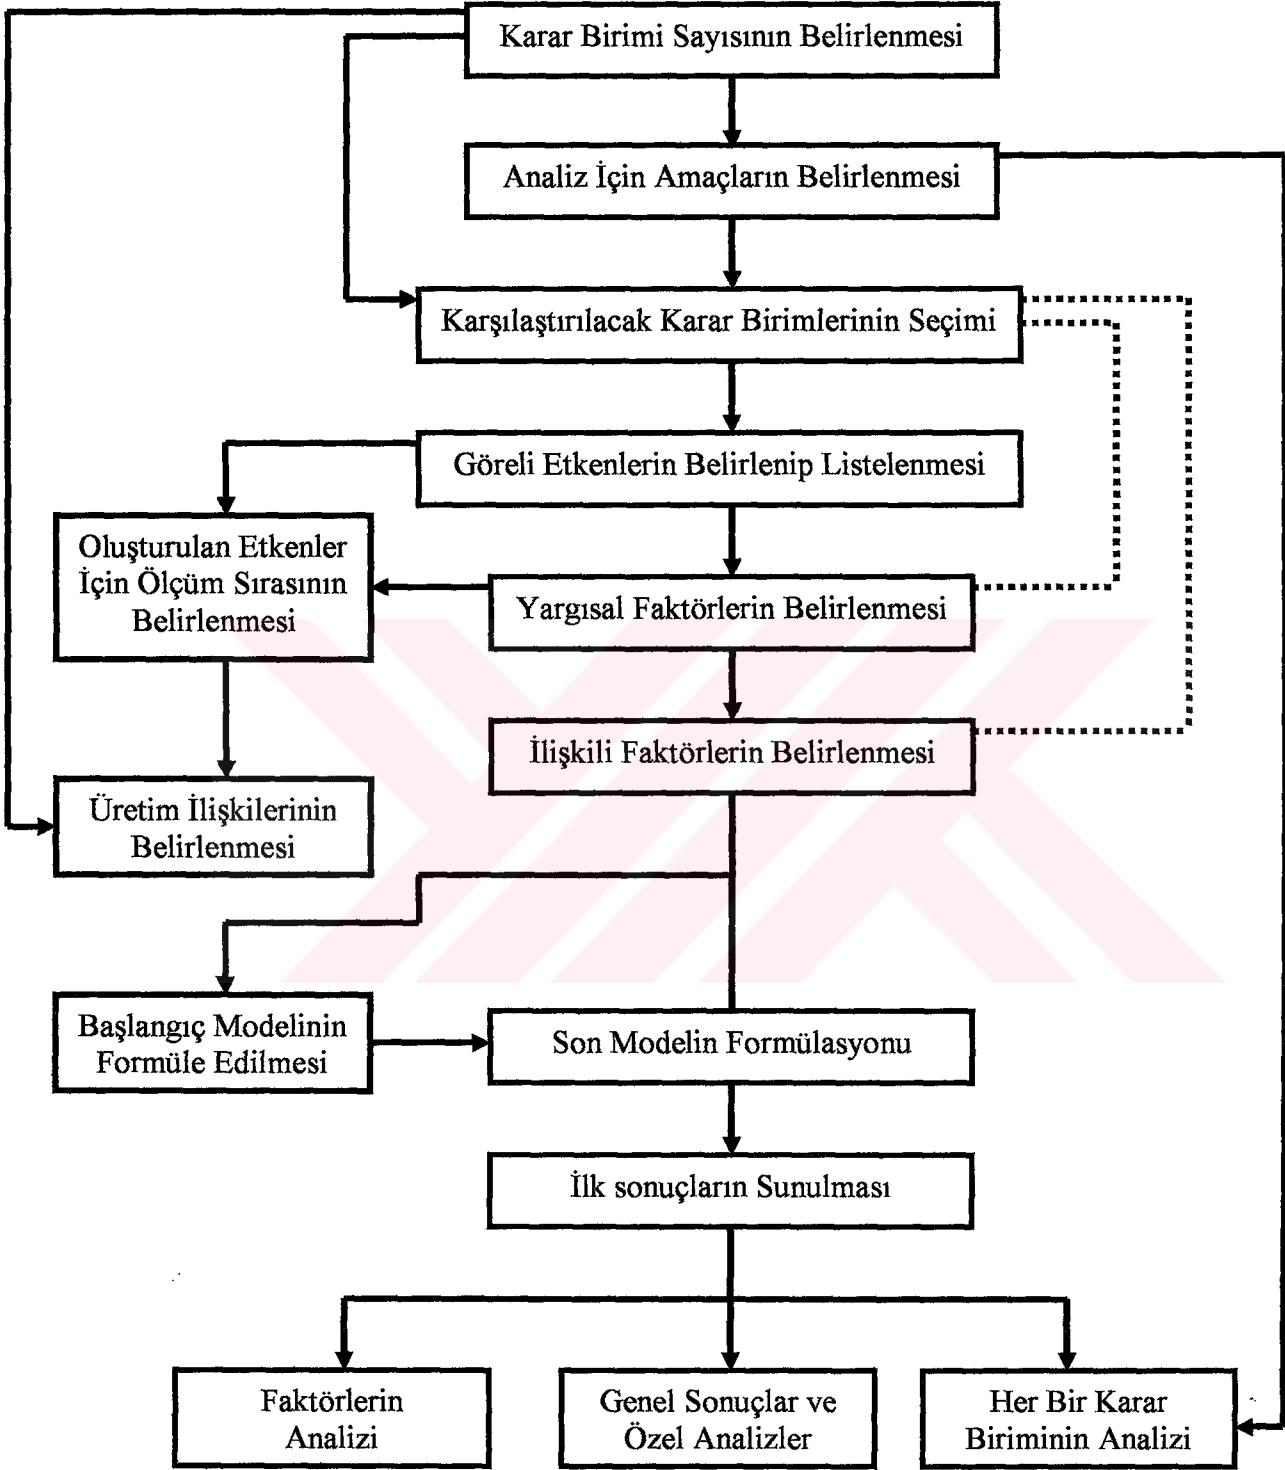 Karar Birimi Sayısının Belirlenmesi
Analiz İçin Amaçların Belirlenmesi
Karşılaştırılacak Karar Birimlerinin Seçimi
Göreli Etkenlerin Belirlenip Listelenmesi
Oluşturulan Etkenler
İçin Ölçüm Sırasının
Belirlenmesi
Yargısal Faktörlerin Belirlenmesi
İlişkili Faktörlerin Belirlenmesi
Üretim İlişkilerinin
Belirlenmesi
Başlangıç Modelinin
Formüle Edilmesi
Son Modelin Formülasyonu
İlk sonuçların Sunulması
Faktörlerin
Analizi
Genel Sonuçlar ve
Özel Analizler
Her Bir Karar
Biriminin Analizi